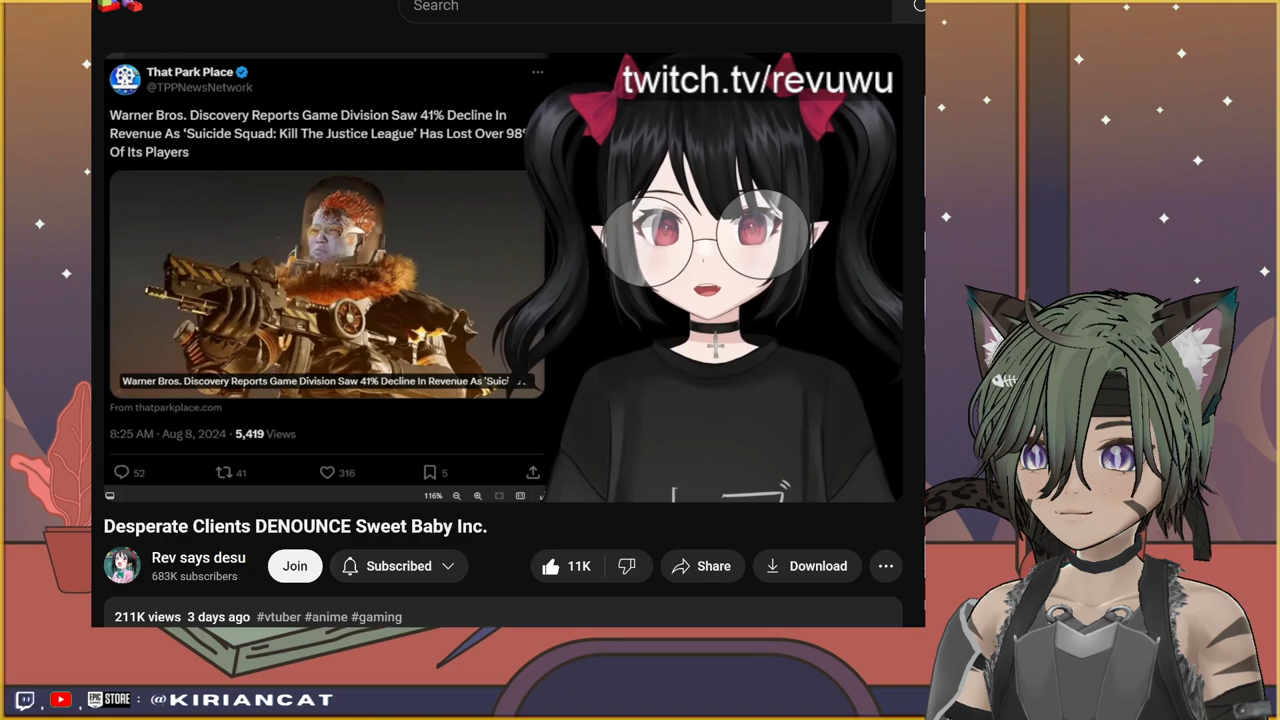 Search
That Park Place
@TPPNewsNetwork
Warner Bros. Discovery Reports Game Division Saw 41% Decline In
Revenue As ‘Suicide Squad: Kill The Justice League’ Has Lost Over 98%
Of Its Players
Warner Bros. Discovery Reports Game Division Saw 41% Decline In Revenue As 'Suici
From thatparkplace.com
8:25 AM · Aug 8, 2024 · 5,419 Views
52
41
316
5
116%
twitch.tv/revuwu
Desperate Clients DENOUNCE Sweet Baby Inc.
Rev says desu
683K subscribers
Join
Subscribed
11K
Share
Download
211K views 3 days ago #vtuber #anime #gaming
, , EPIC STORE : @KIRIANCAT